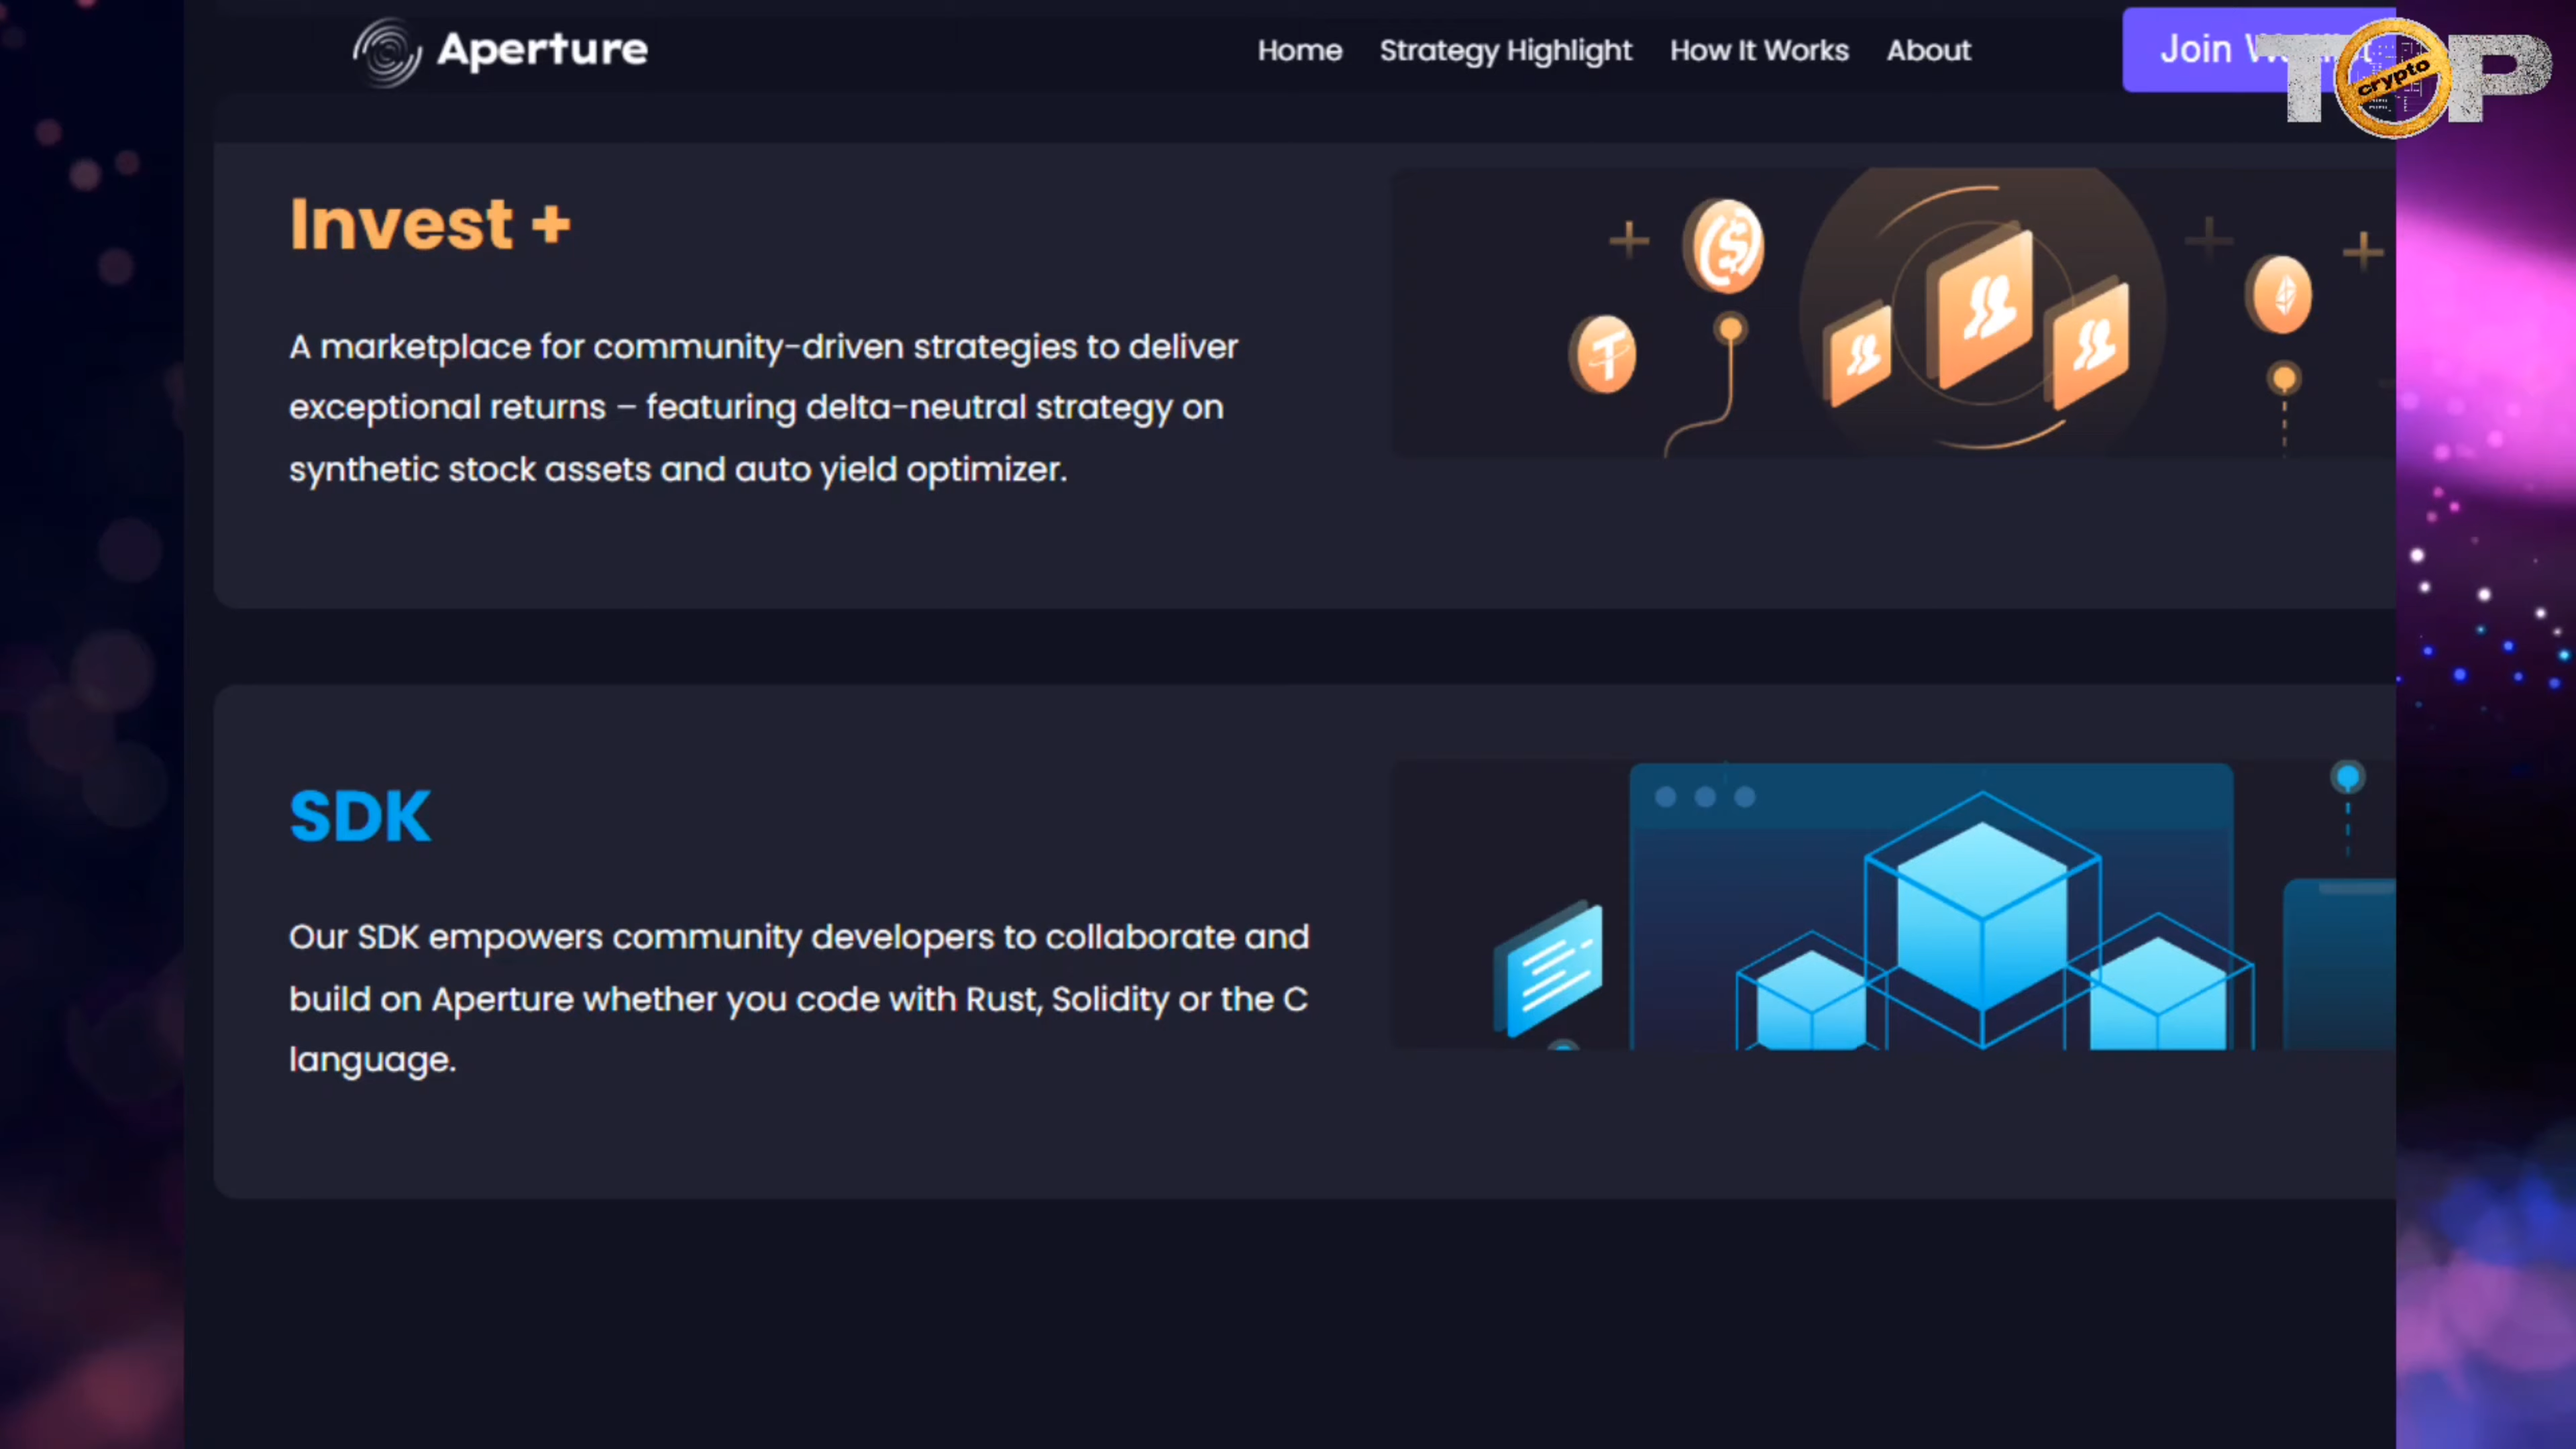 Aperture
Home Strategy Highlight How It Works About
Join
TOP
crypto
Invest +
A marketplace for community-driven strategies to deliver
exceptional returns – featuring delta-neutral strategy on
synthetic stock assets and auto yield optimizer.
SDK
Our SDK empowers community developers to collaborate and
build on Aperture whether you code with Rust, Solidity or the C
language.